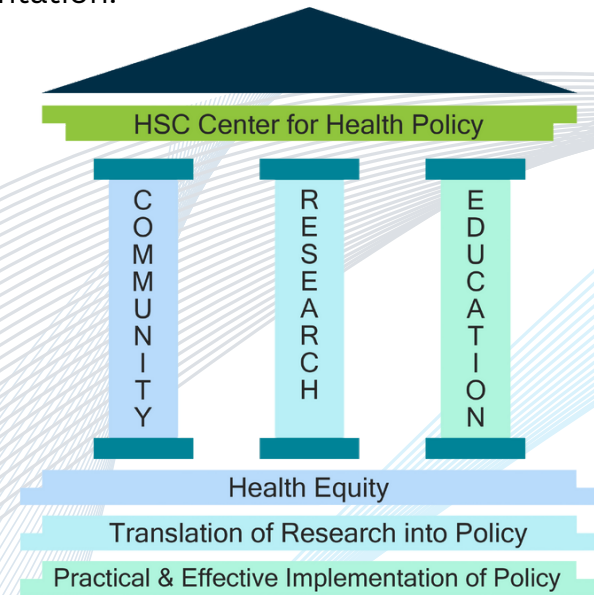 ntation.
HSC Center for Health Policy
COMMUNITY
RESEARCH
EDUCATION
Health Equity
Translation of Research into Policy
Practical & Effective Implementation of Policy